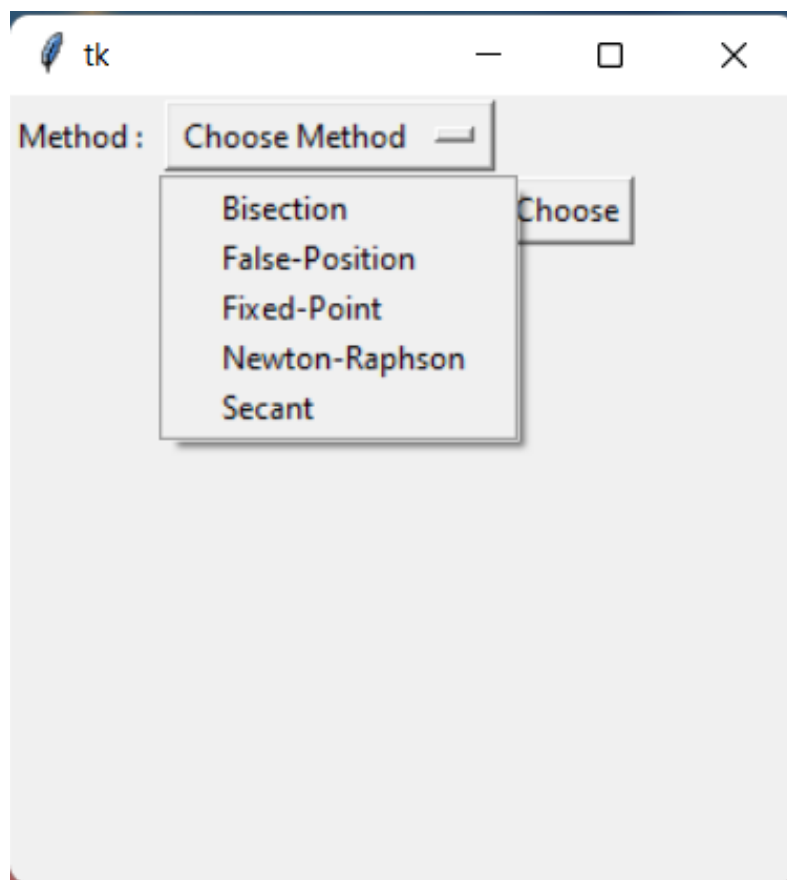 tk
Method : Choose Method
Choose
Bisection
False-Position
Fixed-Point
Newton-Raphson
Secant